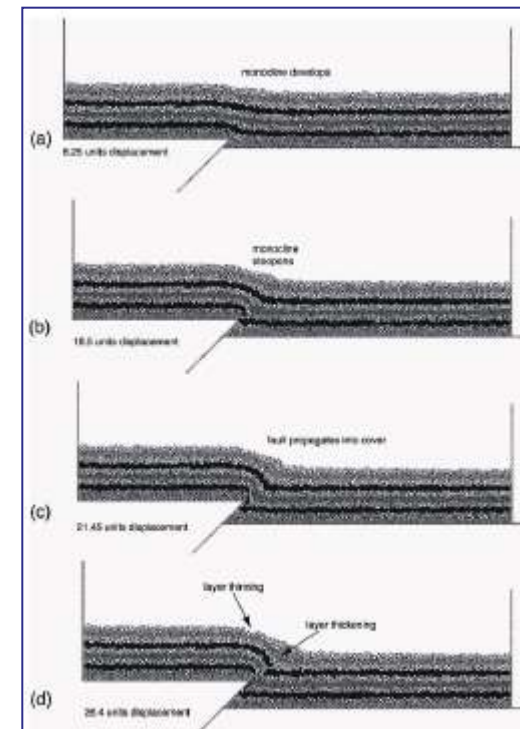 monocline develops
(a)
8.25 units displacement
monocline
steepens
(b)
16.5 units displacement
fault propagates into cover
(c)
21.45 units displacement
layer thinning
layer thickening
(d)
26.4 units displacement